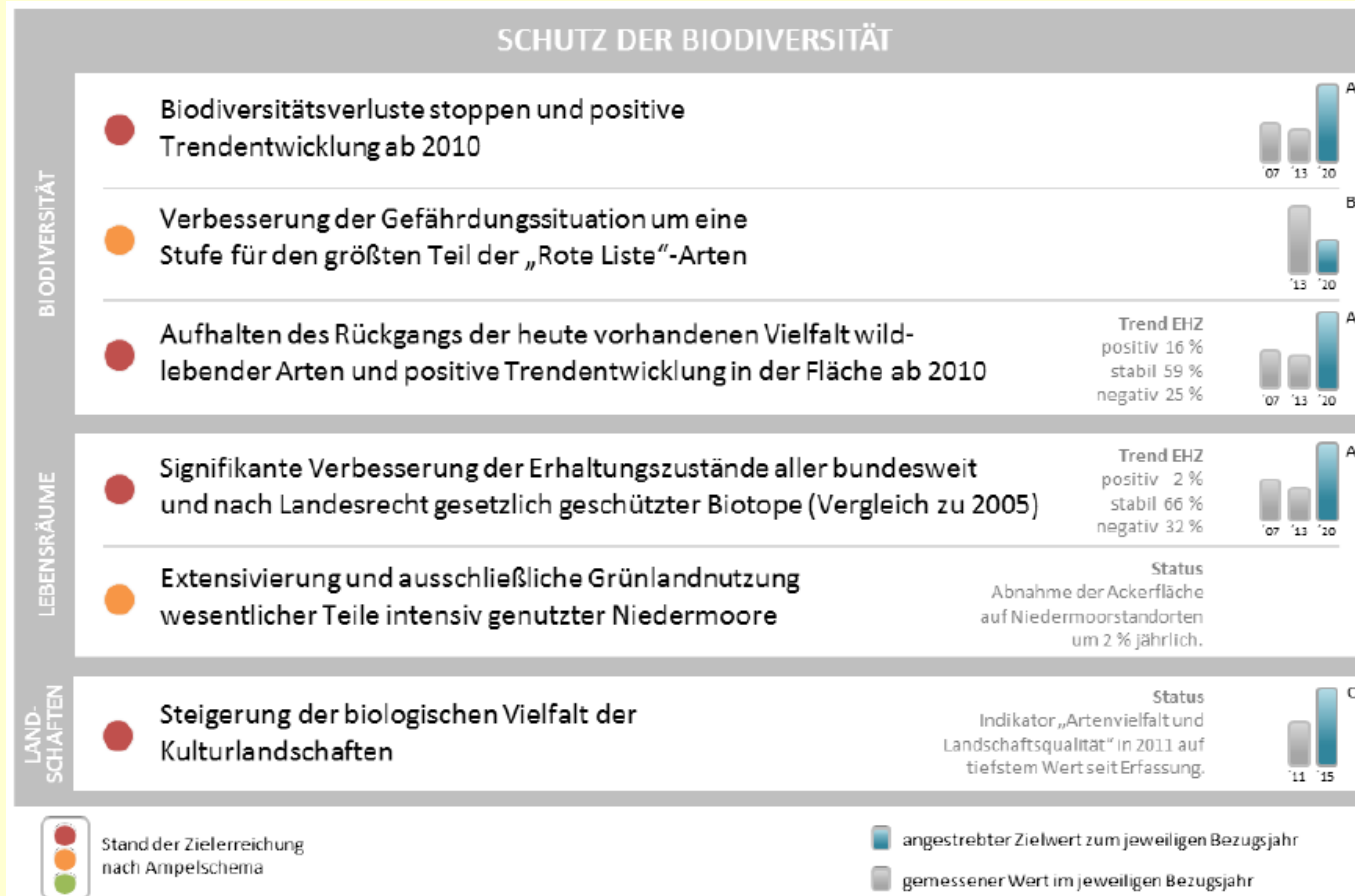 SCHUTZ DER BIODIVERSITÄT
BIODIVERSITÄT
Biodiversitätsverluste stoppen und positive
Trendentwicklung ab 2010
A
'07 '13 '20
Verbesserung der Gefährdungssituation um eine
Stufe für den größten Teil der „Rote Liste“-Arten
B
'13 '20
Aufhalten des Rückgangs der heute vorhandenen Vielfalt wild-
lebender Arten und positive Trendentwicklung in der Fläche ab 2010
Trend EHZ
positiv 16 %
stabil 59 %
negativ 25 %
A
'07 '13 '20
LEBENSRÄUME
Signifikante Verbesserung der Erhaltungszustände aller bundesweit
und nach Landesrecht gesetzlich geschützter Biotope (Vergleich zu 2005)
Trend EHZ
positiv 2 %
stabil 66 %
negativ 32 %
A
'07 '13 '20
Extensivierung und ausschließliche Grünlandnutzung
wesentlicher Teile intensiv genutzter Niedermoore
Status
Abnahme der Ackerfläche
auf Niedermoorstandorten
um 2 % jährlich.
LAND-
SCHAFTEN
Steigerung der biologischen Vielfalt der
Kulturlandschaften
Status
Indikator „Artenvielfalt und
Landschaftsqualität“ in 2011 auf
tiefstem Wert seit Erfassung.
C
'11 '15
Stand der Zielerreichung
nach Ampelschema
angestrebter Zielwert zum jeweiligen Bezugsjahr
gemessener Wert im jeweiligen Bezugsjahr